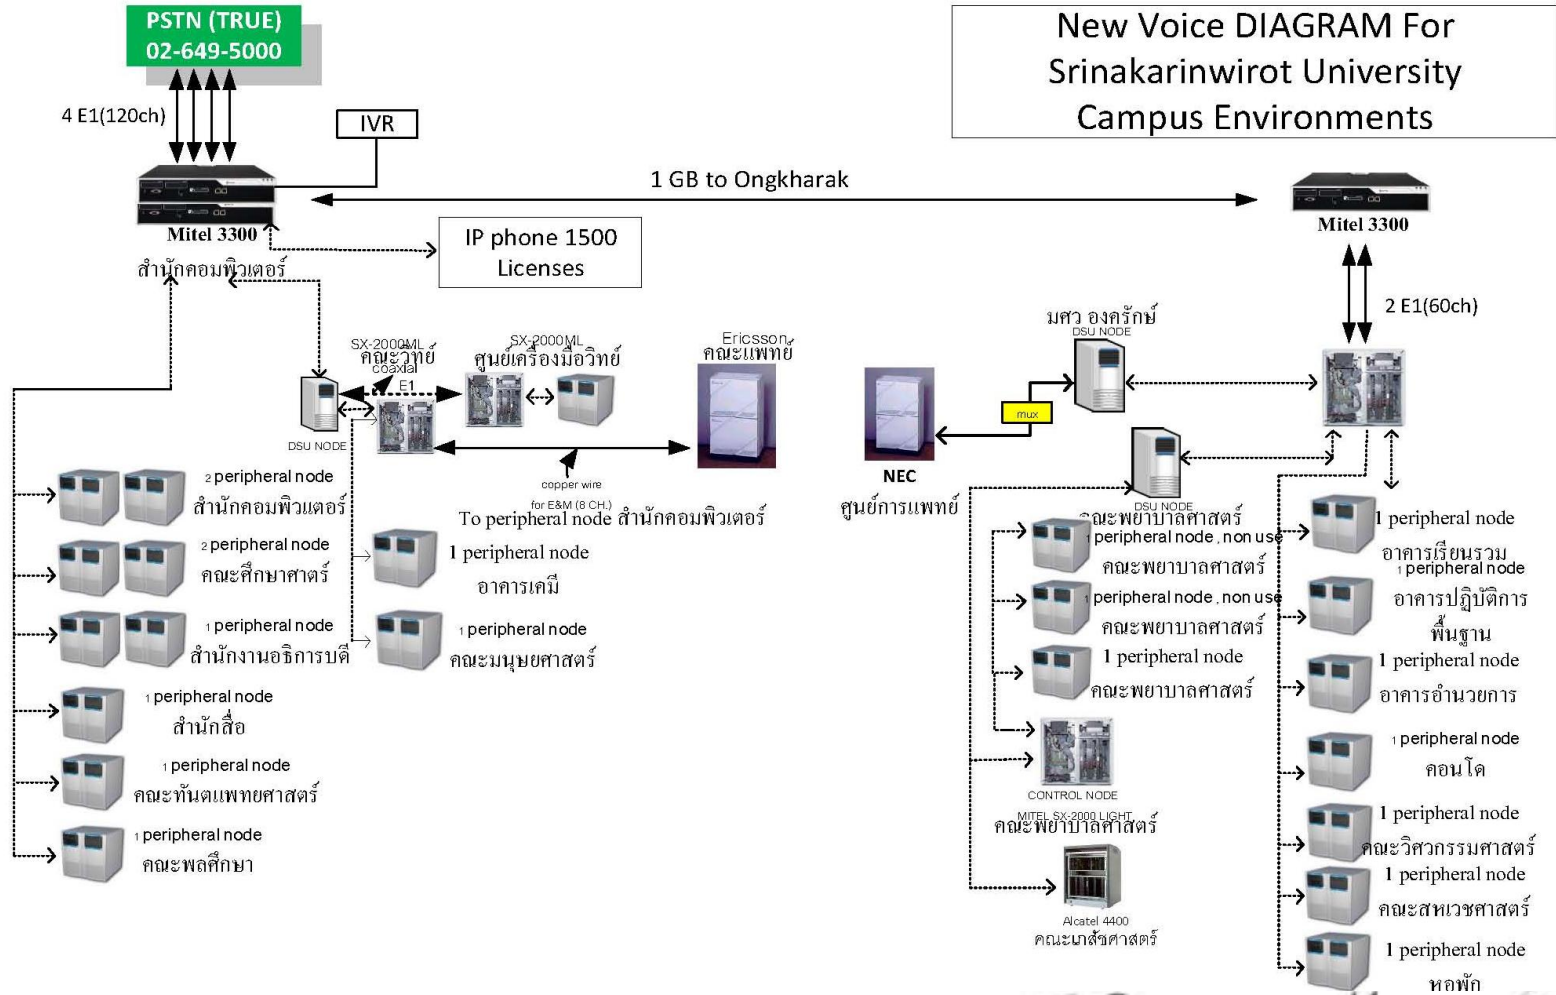 PSTN (TRUE)
02-649-5000
New Voice DIAGRAM For
Srinakarinwirot University
Campus Environments
4 E1(120ch)
IVR
1 GB to Ongkharak
Mitel 3300
สำนักคอมพิวเตอร์
IP phone 1500
Licenses
Mitel 3300
2 E1(60ch)
SX-2000ML
คณะวิทย์
coaxial
E1
DSU NODE
SX-2000ML
ศูนย์เครื่องมือวิทย์
Ericsson
คณะแพทย์
copper wire
for E&M (8 CH.)
To peripheral node สำนักคอมพิวเตอร์
2 peripheral node
สำนักคอมพิวแตอร์
2 peripheral node
คณะศึกษาศาตร์
1 peripheral node
สำนักงานอธิการบดี
1 peripheral node
สำนักสื่อ
1 peripheral node
คณะทันตแพทยศาสตร์
1 peripheral node
คณะพลศึกษา
1 peripheral node
อาคารเคมี
1 peripheral node
คณะมนุษยศาสตร์
มศว องครักษ์
DSU NODE
mux
NEC
ศูนย์การแพทย์
DSU NODE
คณะพยาบาลศาสตร์
1 peripheral node , non use
คณะพยาบาลศาสตร์
1 peripheral node , non use
คณะพยาบาลศาสตร์
1 peripheral node
คณะพยาบาลศาสตร์
CONTROL NODE
MITEL SX-2000 LIGHT
คณะพยาบาลศาสตร์
Alcatel 4400
คณะเภสัชศาสตร์
1 peripheral node
อาคารเรียนรวม
1 peripheral node
อาคารปฏิบัติการ
พื้นฐาน
1 peripheral node
อาคารอำนวยการ
1 peripheral node
คอนโด
1 peripheral node
คณะวิศวกรรมศาสตร์
1 peripheral node
คณะสหเวชศาสตร์
1 peripheral node
หอพัก